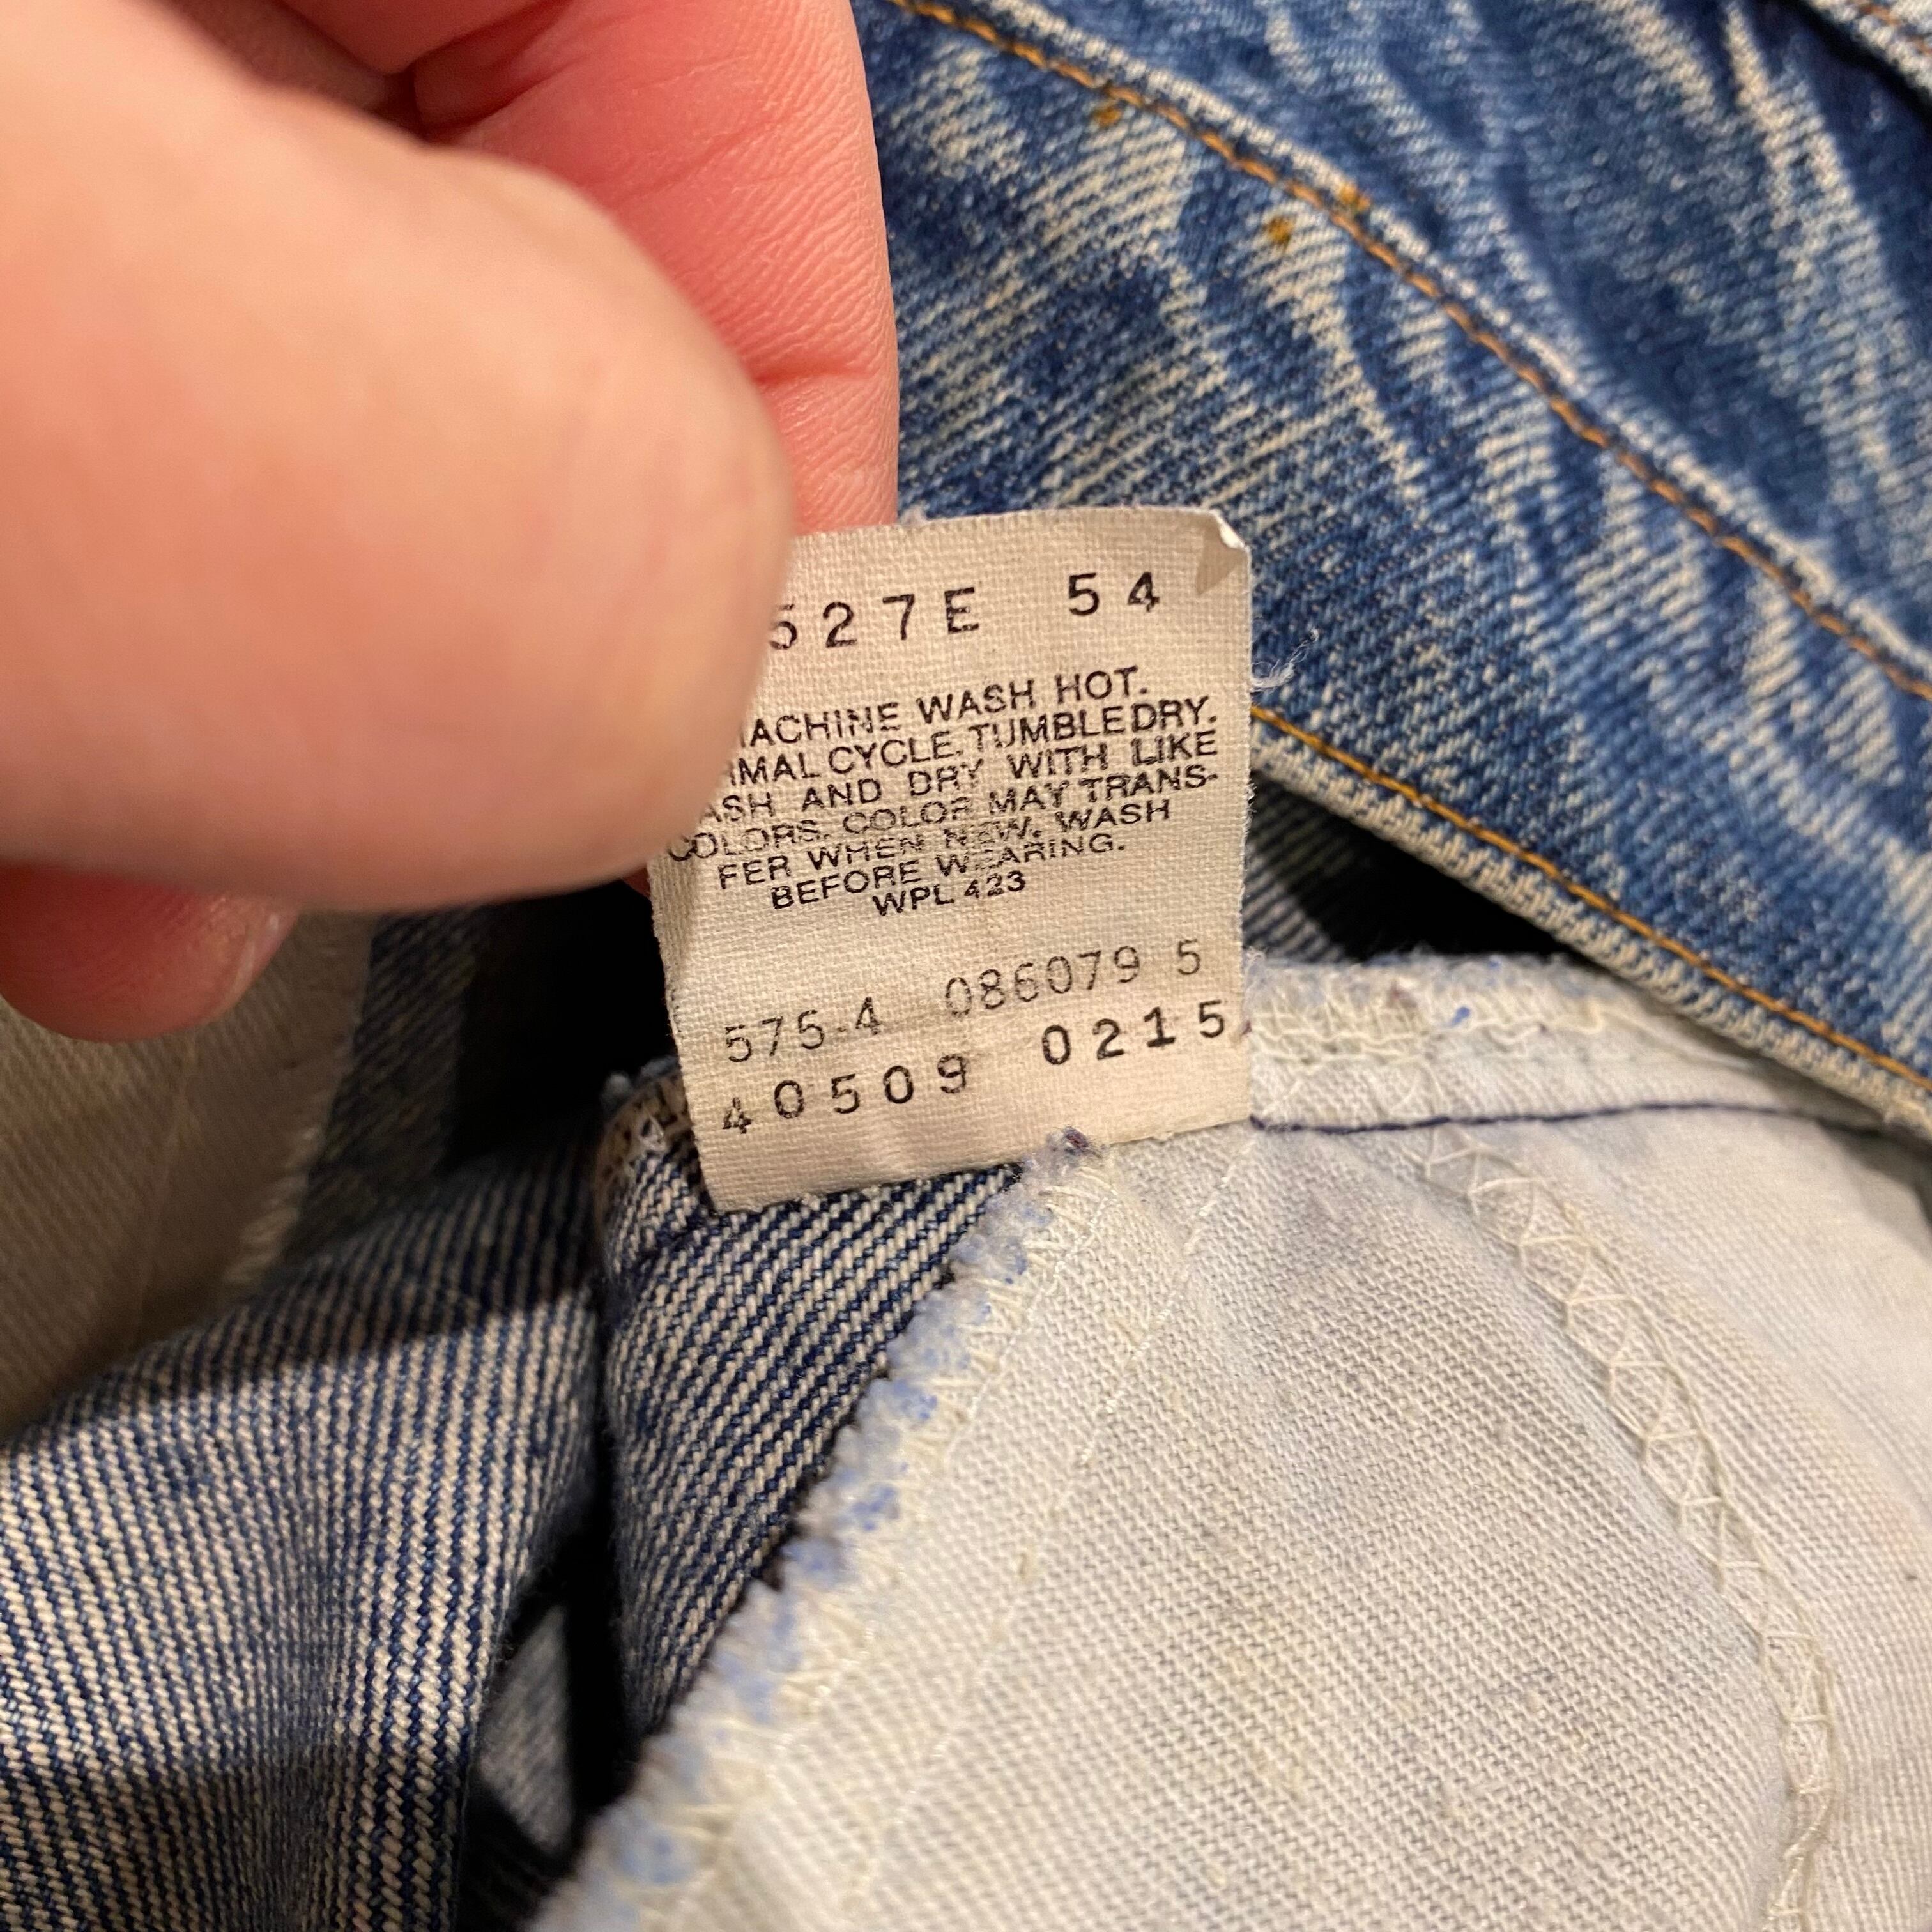 527E 54
MACHINE WASH HOT.
RMAL CYCLE. TUMBLE DRY.
ASH AND DRY WITH LIKE
COLORS. COLOR MAY TRANS-
FER WHEN NEW. WASH
BEFORE WEARING.
WPL 423
575-4 086079 5
40509 0215